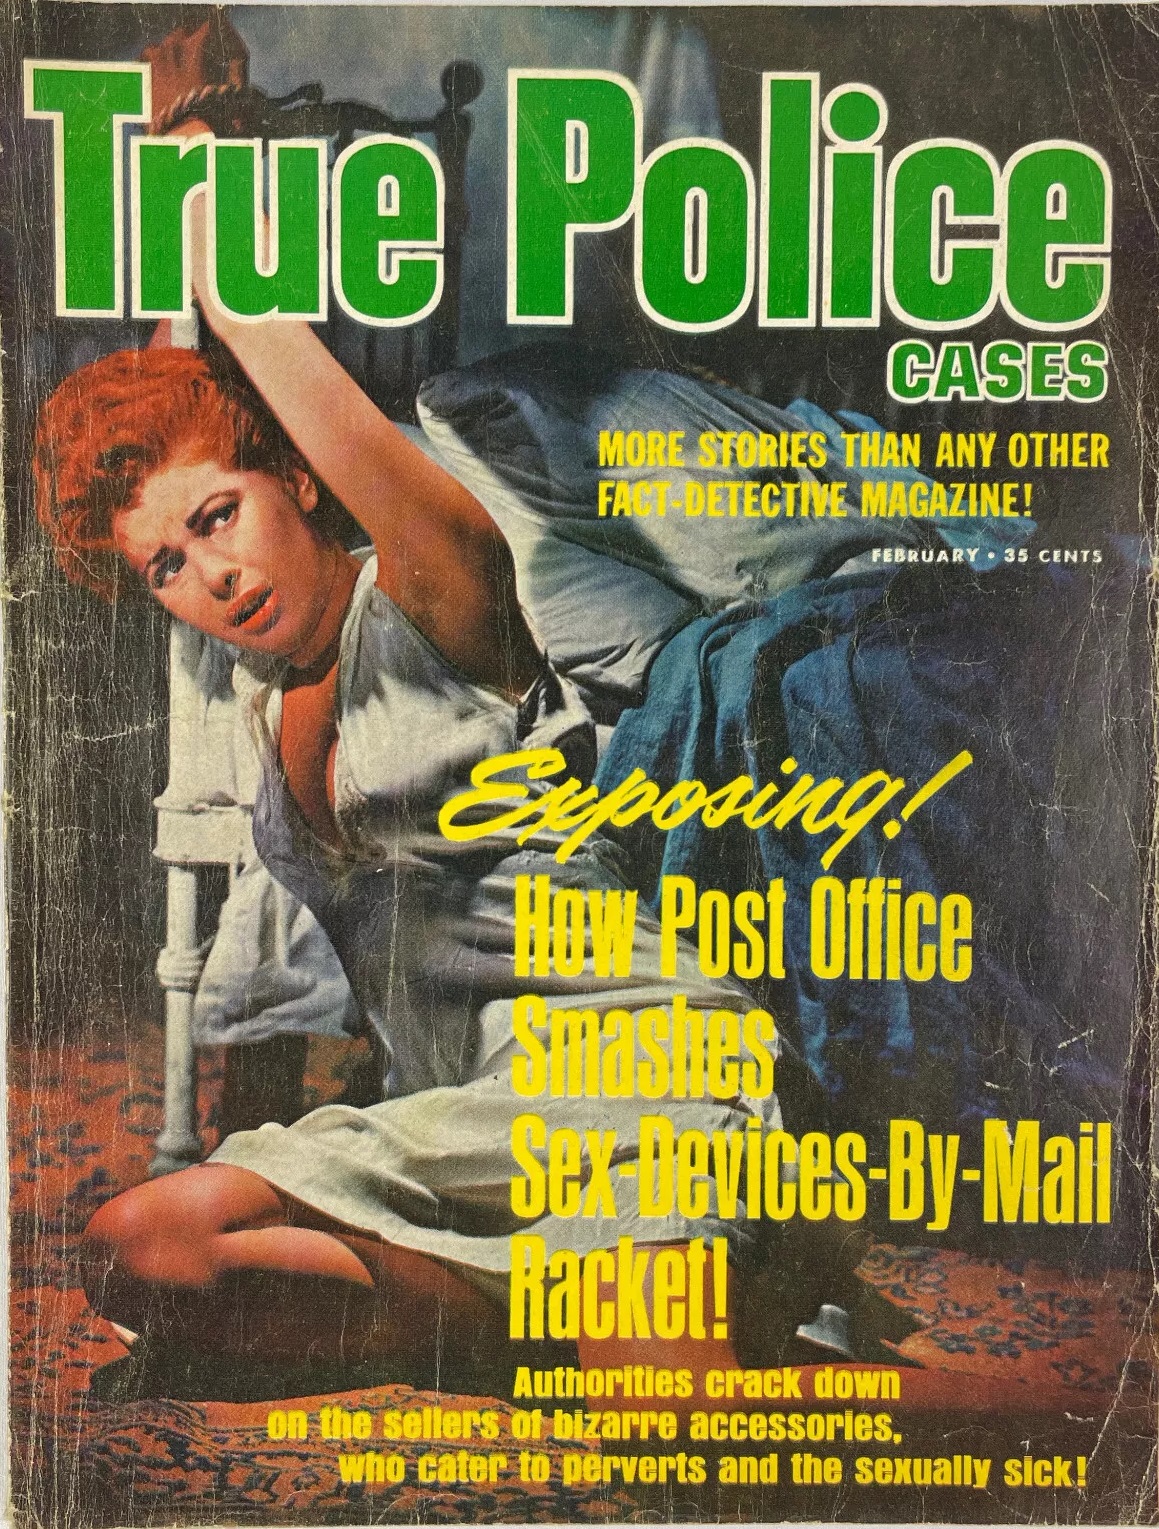 True Police
CASES
MORE STORIES THAN ANY OTHER
FACT-DETECTIVE MAGAZINE!
FEBRUARY • 35 CENTS
Exposing!
How Post Office
Smashes
Sex-Devices-By-Mail
Racket!
Authorities crack down
on the sellers of bizarre accessories,
who cater to perverts and the sexually sick!